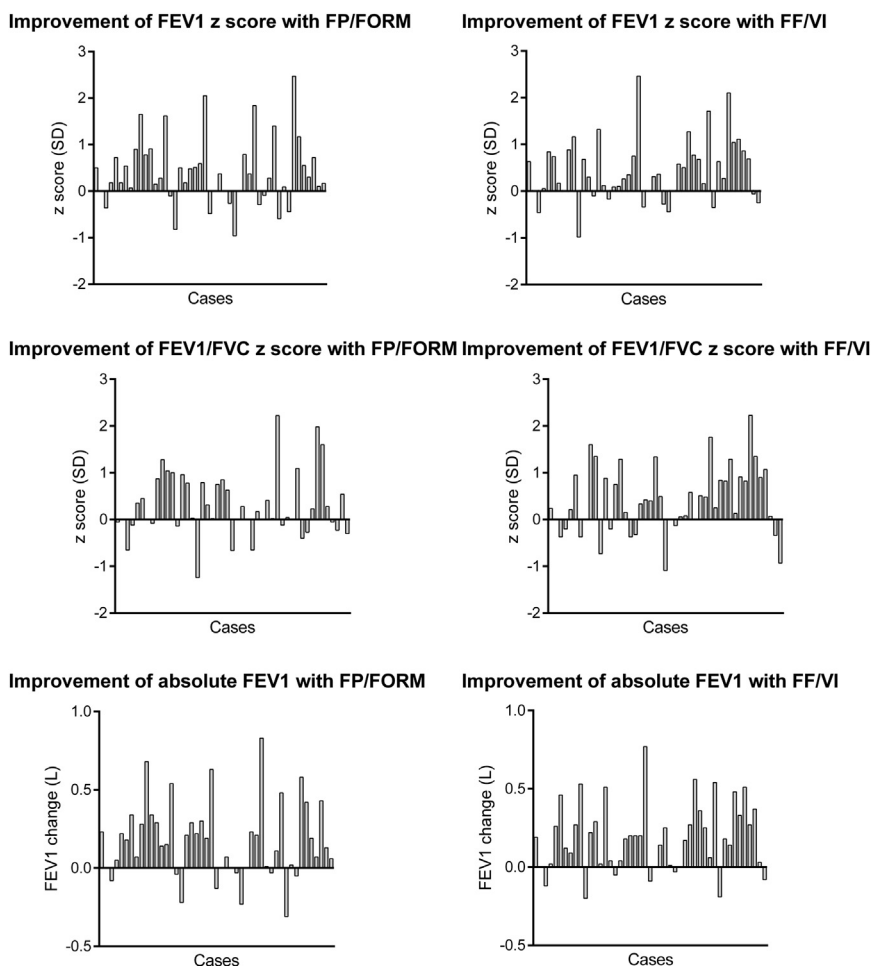 Improvement of FEV1 z score with FP/FORM
3
2
1
0
-1
-2
z score (SD)
Cases
Improvement of FEV1 z score with FF/VI
3
2
1
0
-1
-2
z score (SD)
Cases
Improvement of FEV1/FVC z score with FP/FORM
3
2
1
0
-1
-2
z score (SD)
Cases
Improvement of FEV1/FVC z score with FF/VI
3
2
1
0
-1
-2
z score (SD)
Cases
Improvement of absolute FEV1 with FP/FORM
1.0
0.5
0.0
-0.5
FEV1 change (L)
Cases
Improvement of absolute FEV1 with FF/VI
1.0
0.5
0.0
-0.5
FEV1 change (L)
Cases